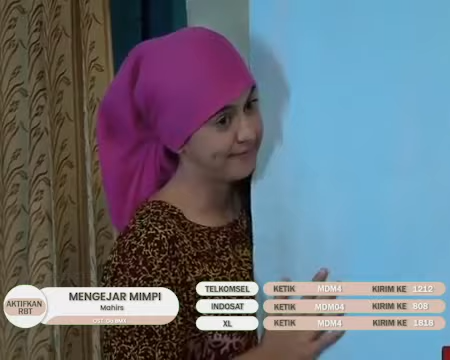 AKTIFKAN
RBT
MENGEJAR MIMPI
Mahirs
TELKOMSEL KETIK MDM4 KIRIM KE 1212
INDOSAT KETIK MDM04 KIRIM KE 808
XL KETIK MDM4 KIRIM KE 1818